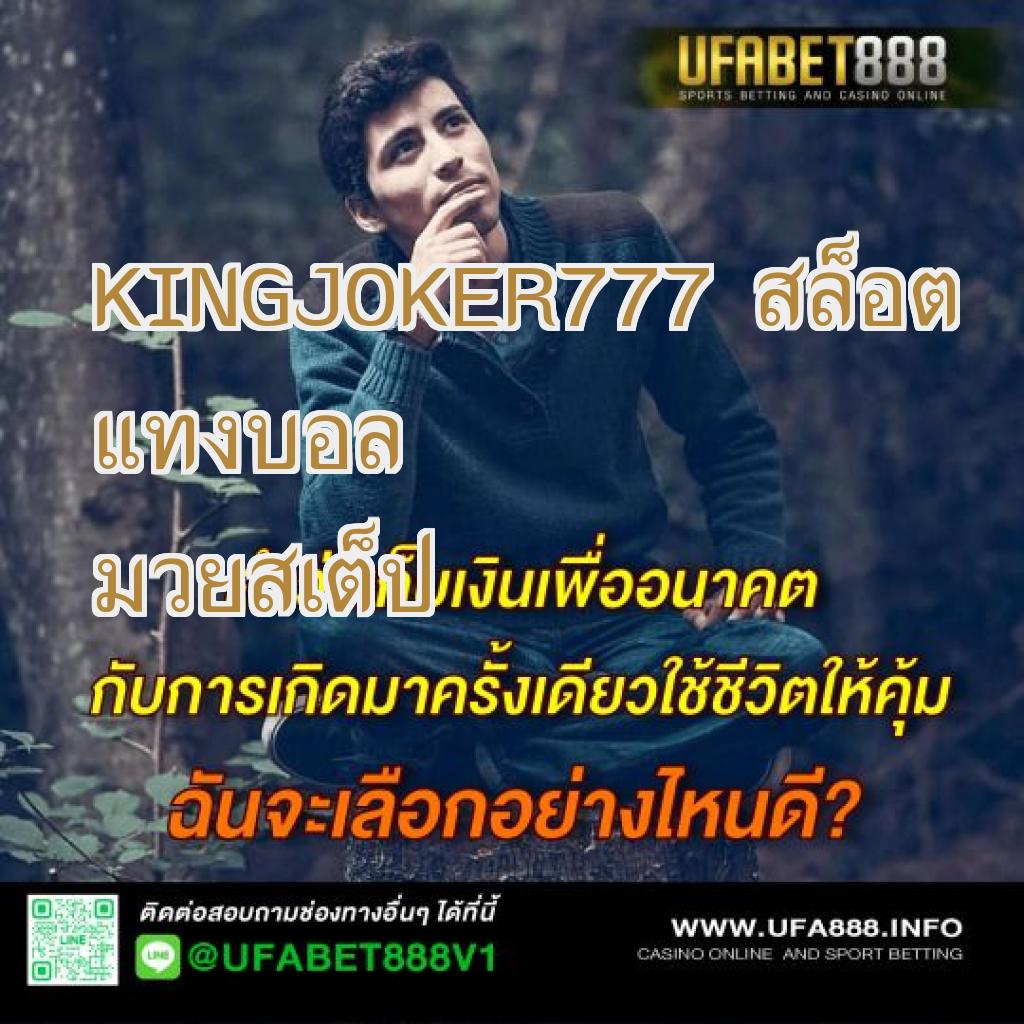 UFABET888
SPORTS BETTING AND CASINO ONLINE
KINGJOKER777 สล็อต
แทงบอล
มวยสเต็ป
เงินเพื่ออนาคต
กับการเกิดมาครั้งเดียวใช้ชีวิตให้คุ้ม
ฉันจะเลือกอย่างไหนดี?
ติดต่อสอบถามช่องทางอื่นๆ ได้ที่นี้
LINE
LINE
@UFABET888V1
WWW.UFA888.INFO
CASINO ONLINE AND SPORT BETTING